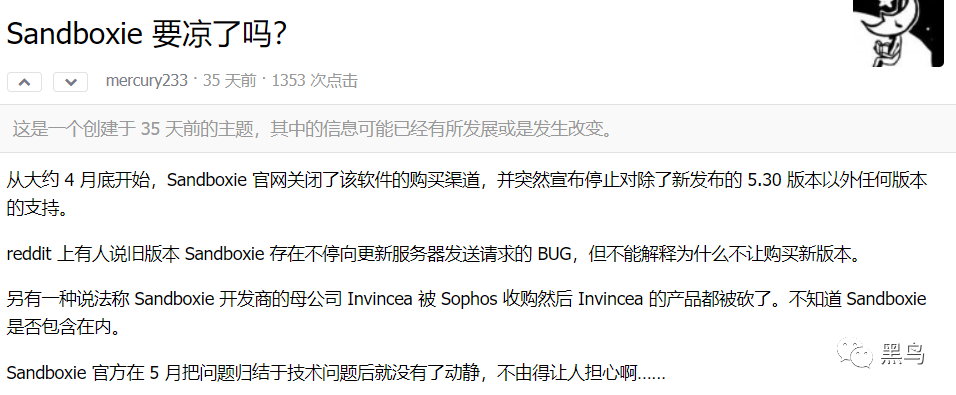 Sandboxie 要凉了吗?
mercury233 · 35 天前 · 1353 次点击
这是一个创建于 35 天前的主题，其中的信息可能已经有所发展或是发生改变。
从大约 4 月底开始，Sandboxie 官网关闭了该软件的购买渠道，并突然宣布停止对除了新发布的 5.30 版本以外任何版本
的支持。
reddit 上有人说旧版本 Sandboxie 存在不停向更新服务器发送请求的 BUG，但不能解释为什么不让购买新版本。
另有一种说法称 Sandboxie 开发商的母公司 Invincea 被 Sophos 收购然后 Invincea 的产品都被砍了。不知道 Sandboxie
是否包含在内。
黑鸟
Sandboxie 官方在 5 月把问题归结于技术问题后就没有了动静，不由得让人担心啊……